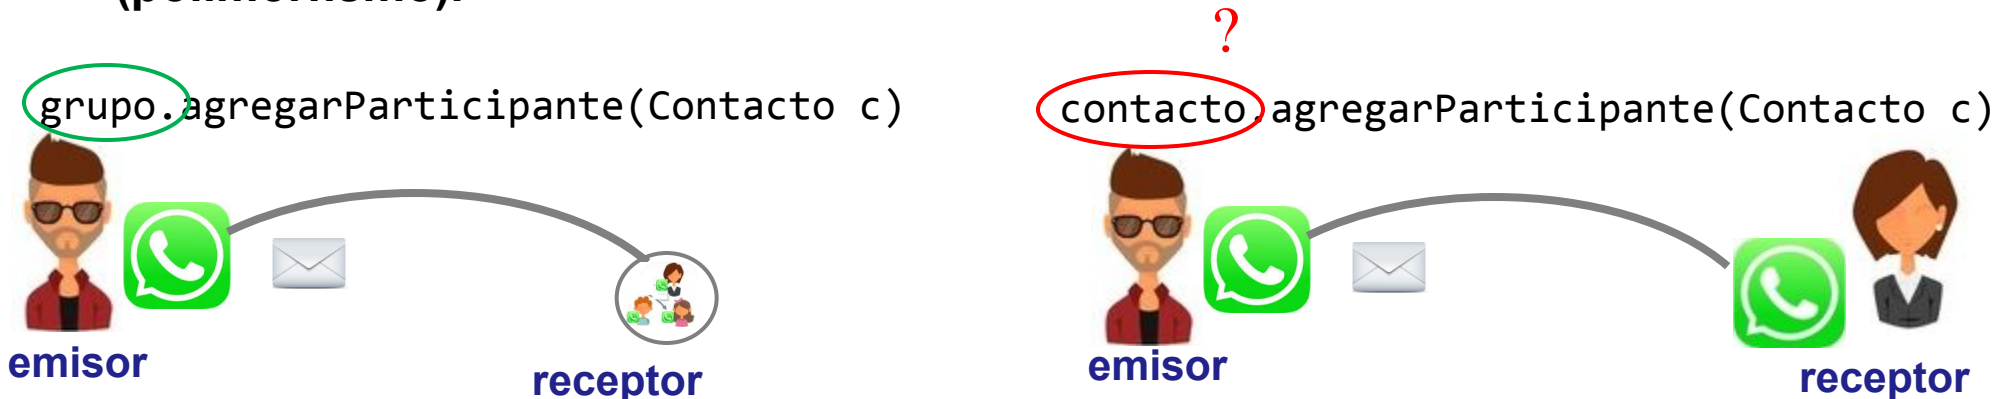 ?
grupo.agregarParticipante(Contacto c)
contacto.agregarParticipante(Contacto c)
emisor
receptor
emisor
receptor